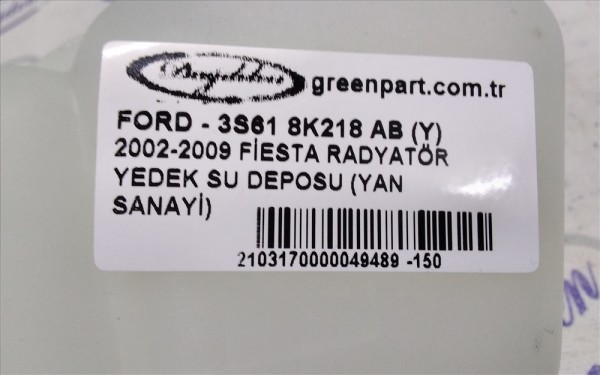 greenpart.com.tr
FORD - 3S61 8K218 AB (Y)
2002-2009 FİESTA RADYATÖR
YEDEK SU DEPOSU (YAN
SANAYİ)
2103170000049489 -150